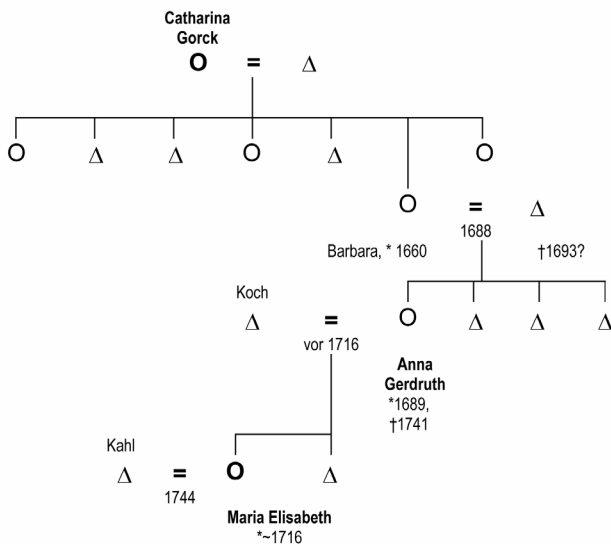 Catharina
Gorck
O = Δ
O Δ Δ O Δ O
O = Δ
1688
Barbara, * 1660 †1693?
Koch
Δ = O Δ Δ Δ
vor 1716
Anna
Gerdruth
*1689,
†1741
Kahl
Δ = O Δ
1744
Maria Elisabeth
*~1716